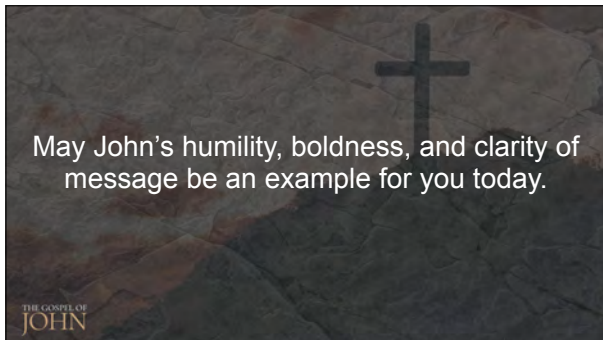 May John’s humility, boldness, and clarity of
message be an example for you today.
THE GOSPEL OF
JOHN